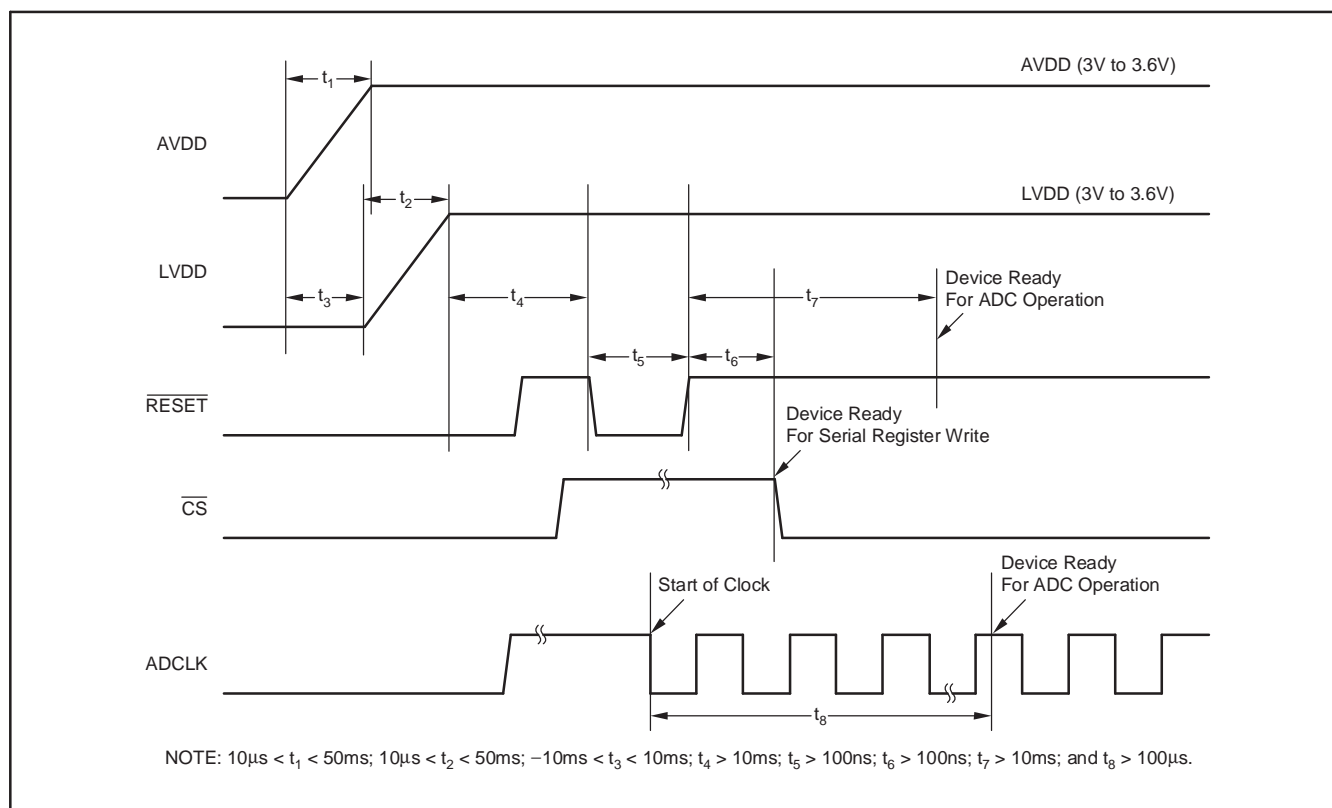 t1
AVDD (3V to 3.6V)
AVDD
t2
LVDD (3V to 3.6V)
LVDD
t3
t4
t7
Device Ready
For ADC Operation
t5
t6
RESET
Device Ready
For Serial Register Write
CS
Start of Clock
Device Ready
For ADC Operation
ADCLK
t8
NOTE: 10μs < t1 < 50ms; 10μs < t2 < 50ms; −10ms < t3 < 10ms; t4 > 10ms; t5 > 100ns; t6 > 100ns; t7 > 10ms; and t8 > 100μs.